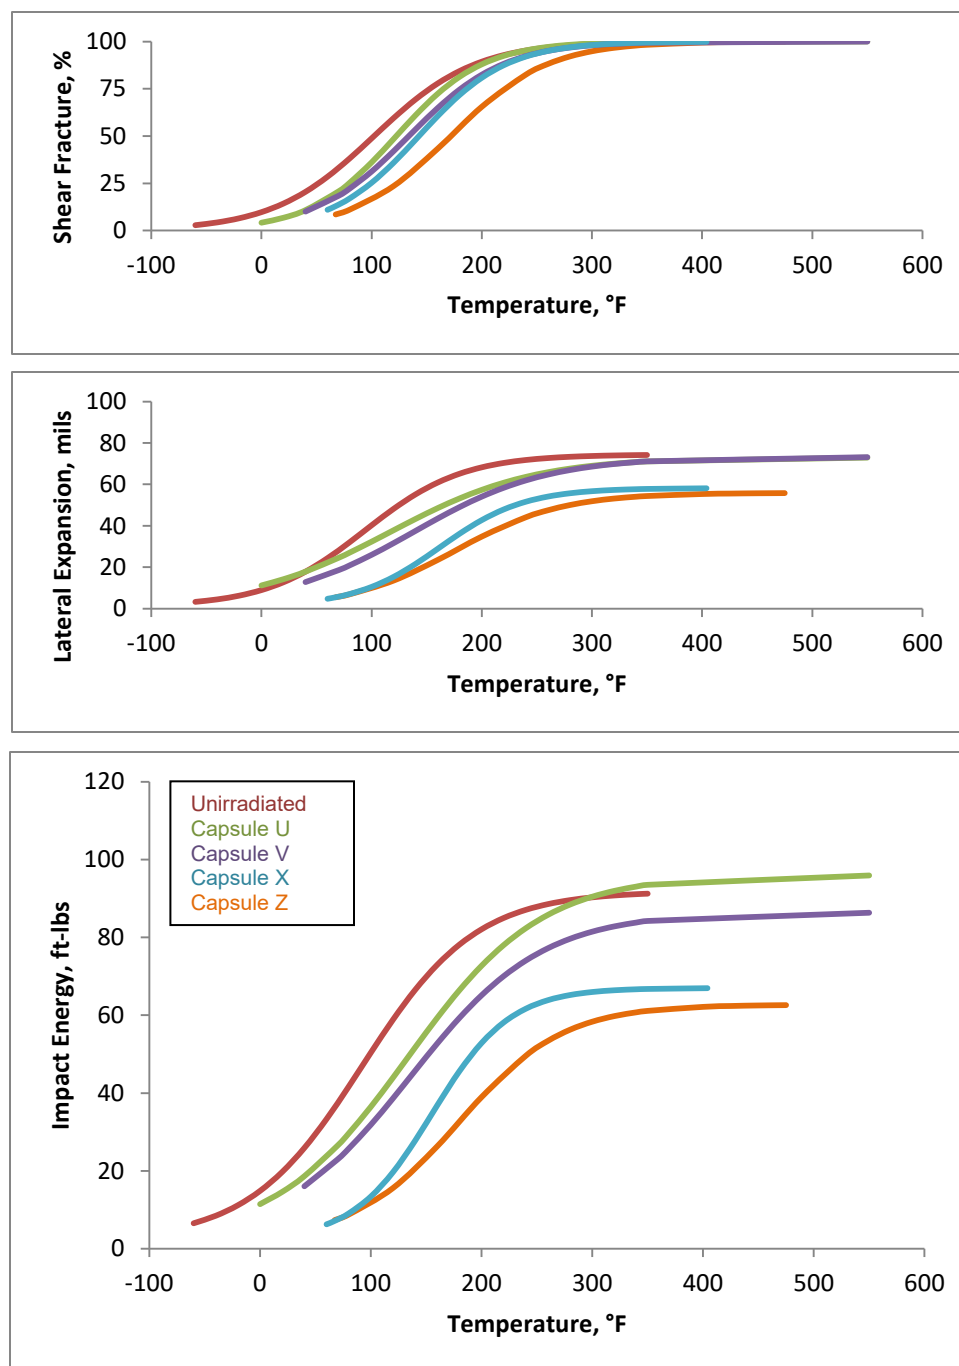 Shear Fracture, %
100
75
50
25
0
-100 0 100 200 300 400 500 600
Temperature, °F
Lateral Expansion, mils
100
80
60
40
20
0
-100 0 100 200 300 400 500 600
Temperature, °F
Impact Energy, ft-lbs
120
100
80
60
40
20
0
Unirradiated
Capsule U
Capsule V
Capsule X
Capsule Z
-100 0 100 200 300 400 500 600
Temperature, °F